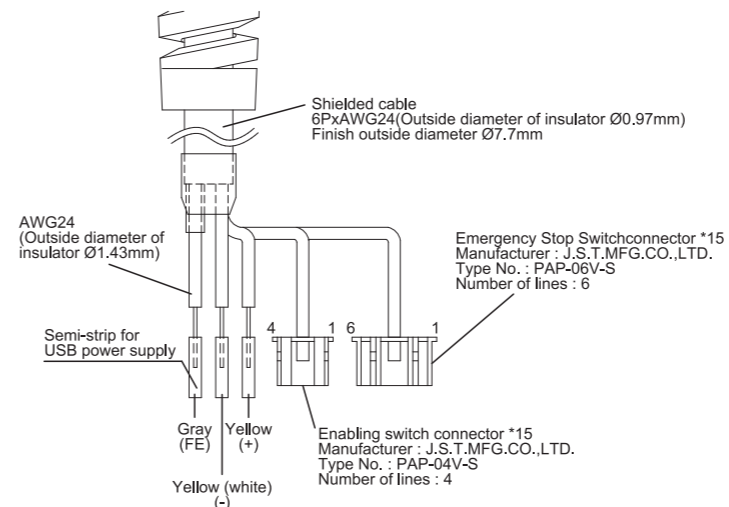 Shielded cable
6PxAWG24(Outside diameter of insulator Ø0.97mm)
Finish outside diameter Ø7.7mm
AWG24
(Outside diameter of
insulator Ø1.43mm)
Emergency Stop Switchconnector *15
Manufacturer : J.S.T.MFG.CO.,LTD.
Type No. : PAP-06V-S
Number of lines : 6
Semi-strip for
USB power supply
4 1 6 1
Gray
(FE)
Yellow
(+)
Yellow (white)
(-)
Enabling switch connector *15
Manufacturer : J.S.T.MFG.CO.,LTD.
Type No. : PAP-04V-S
Number of lines : 4